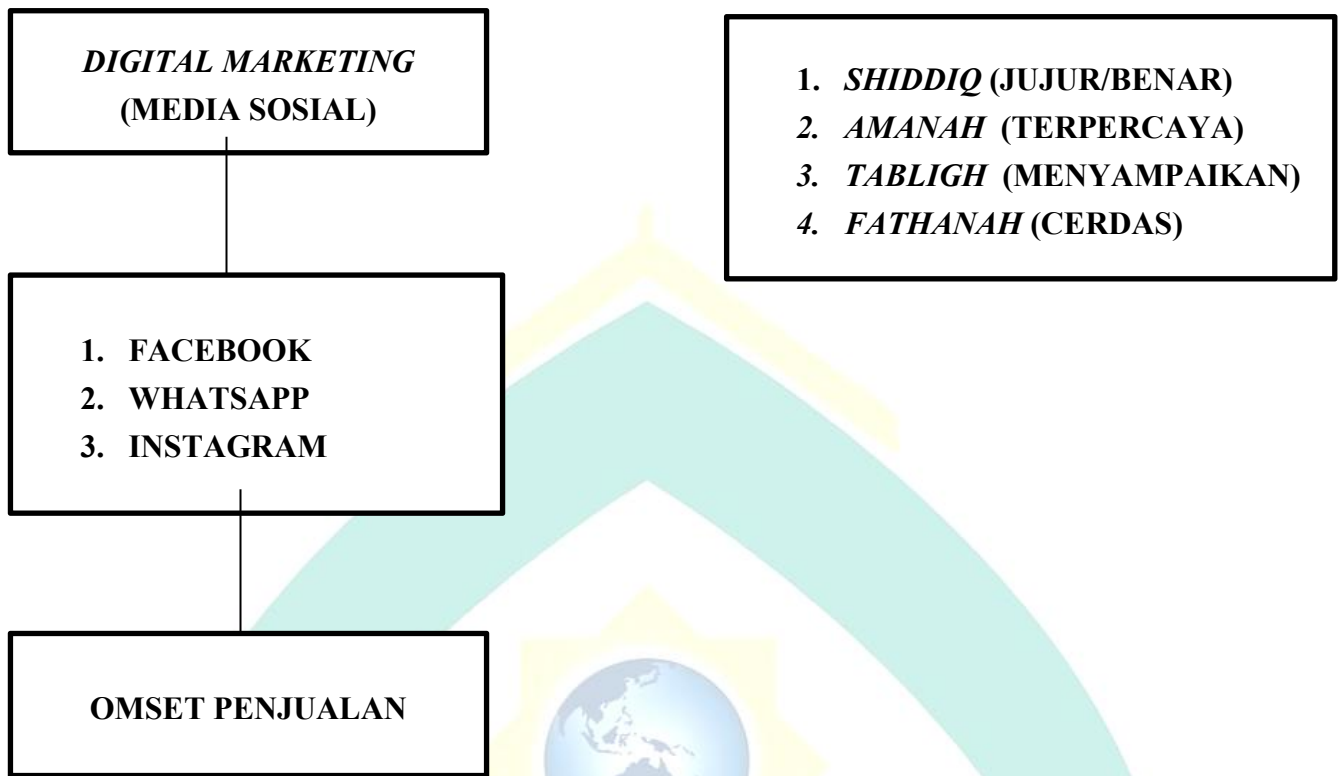 DIGITAL MARKETING
(MEDIA SOSIAL)
1. FACEBOOK
2. WHATSAPP
3. INSTAGRAM
OMSET PENJUALAN
1. SHIDDIQ (JUJUR/BENAR)
2. AMANAH (TERPERCAYA)
3. TABLIGH (MENYAMPAIKAN)
4. FATHANAH (CERDAS)